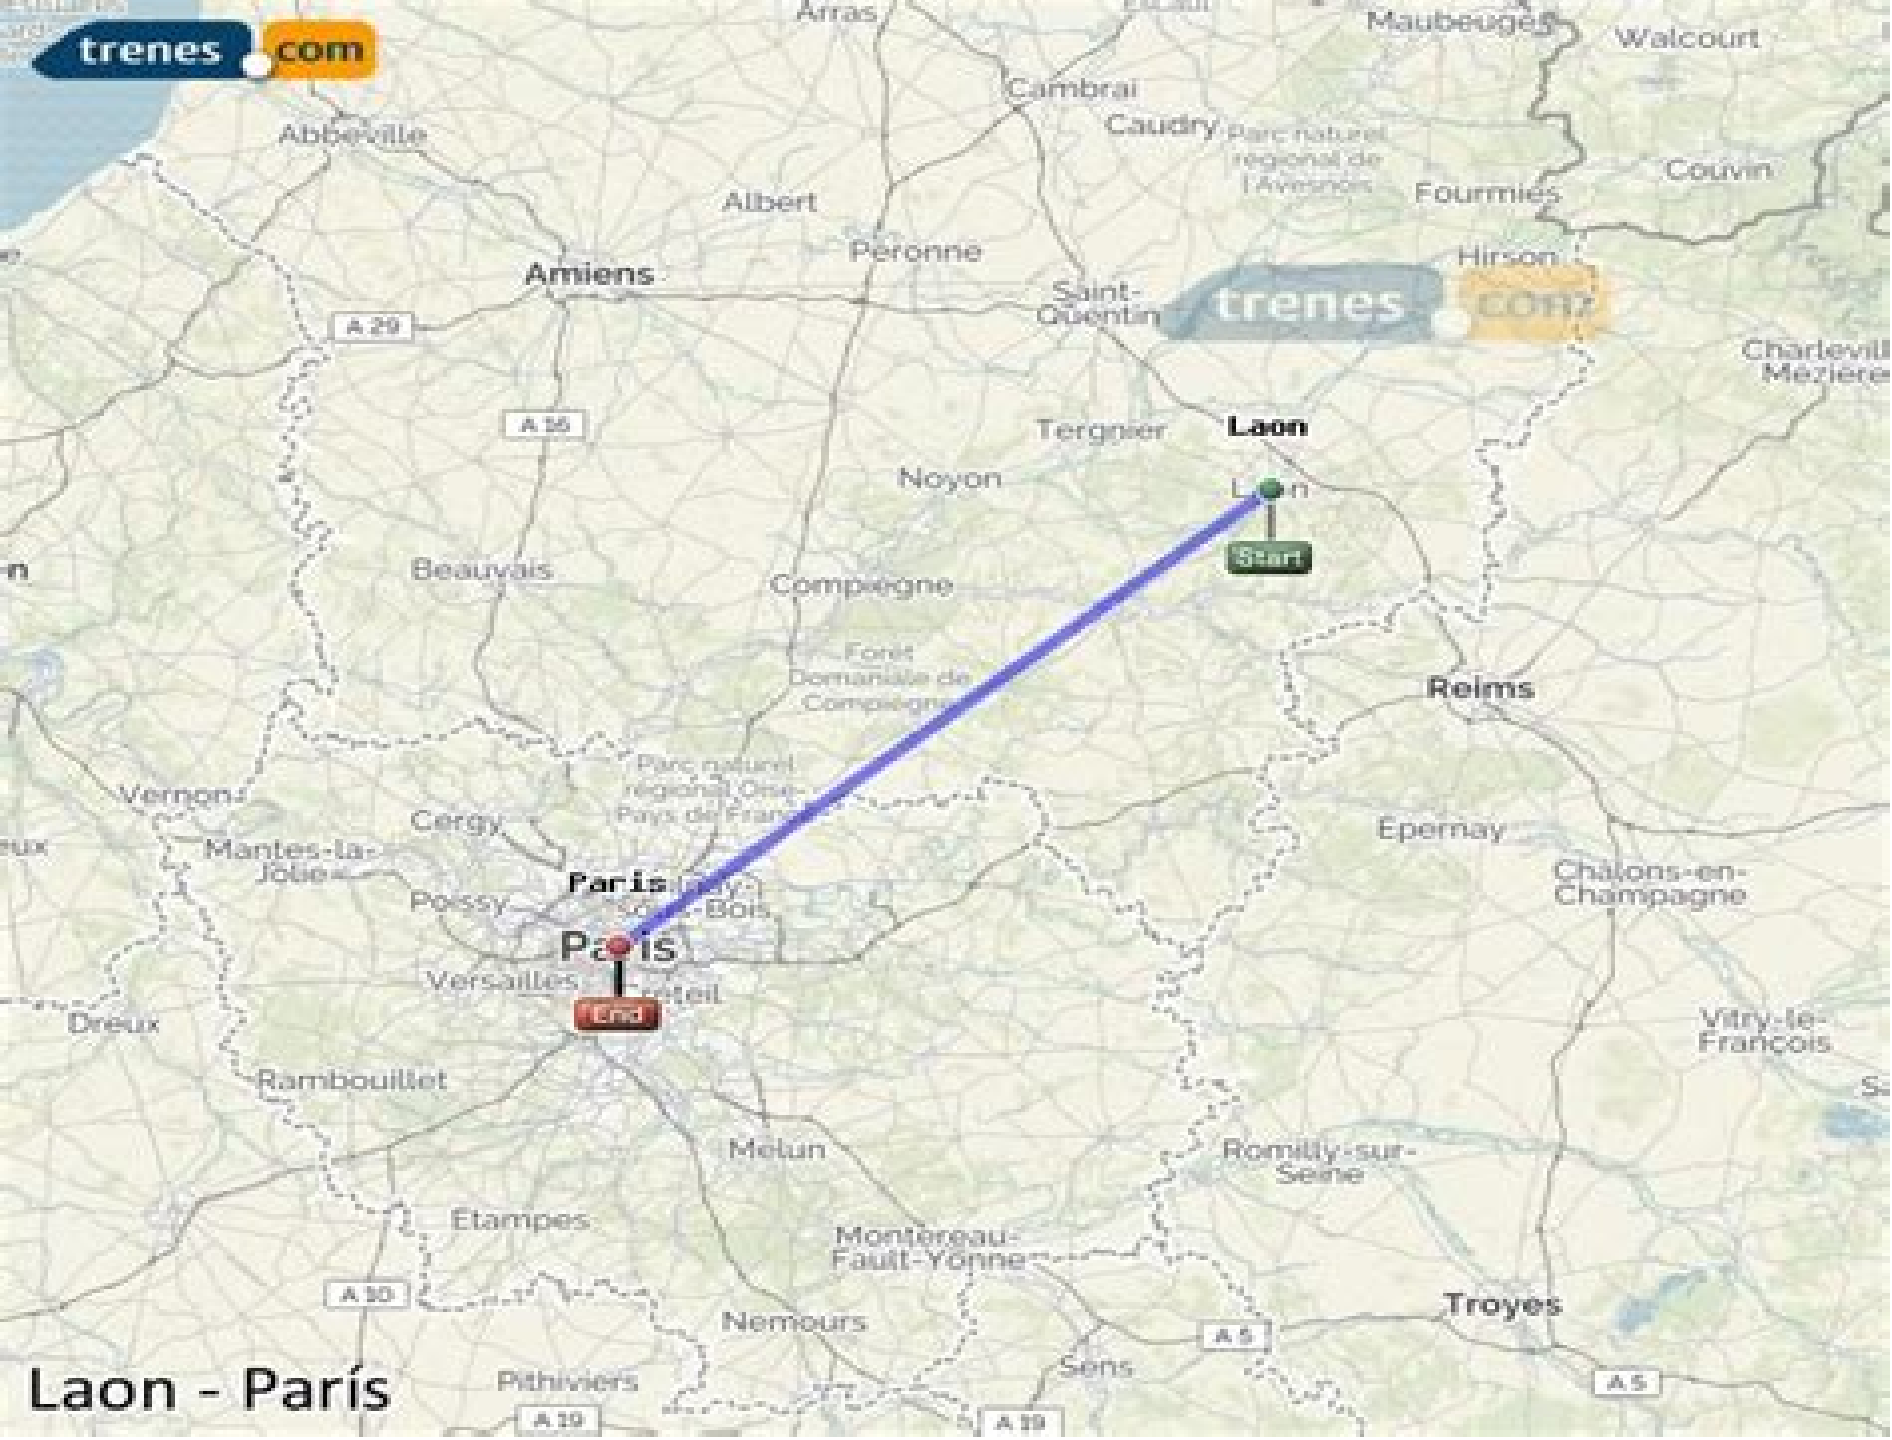 trenes com
Arras
Maubeuge
Walcourt
Cambrai
Caudry
Parc naturel
régional de
l'Avesnois
Abbeville
Couvin
Fourmies
Albert
Péronne
Hirson
Amiens
Saint-
Quentin
trenes com
A 29
Tergnier
Laon
A 16
Noyon
Start
Beauvais
Compiègne
Forêt
Domaniale de
Compiègne
Reims
Parc naturel
régional Oise-
Pays de
Vernon
Cergy
Epernay
Mantes-la-
Jolie
Châlons-en-
Champagne
Paris
Poissy
Paris
Versailles
End
Dreux
Vitry-le-
François
Rambouillet
Melun
Romilly-sur-
Seine
Etampes
Montereau-
Fault-Yonne
A 10
Troyes
Nemours
A 5
Sens
A 5
Laon - París
Pithiviers
A 19
A 19